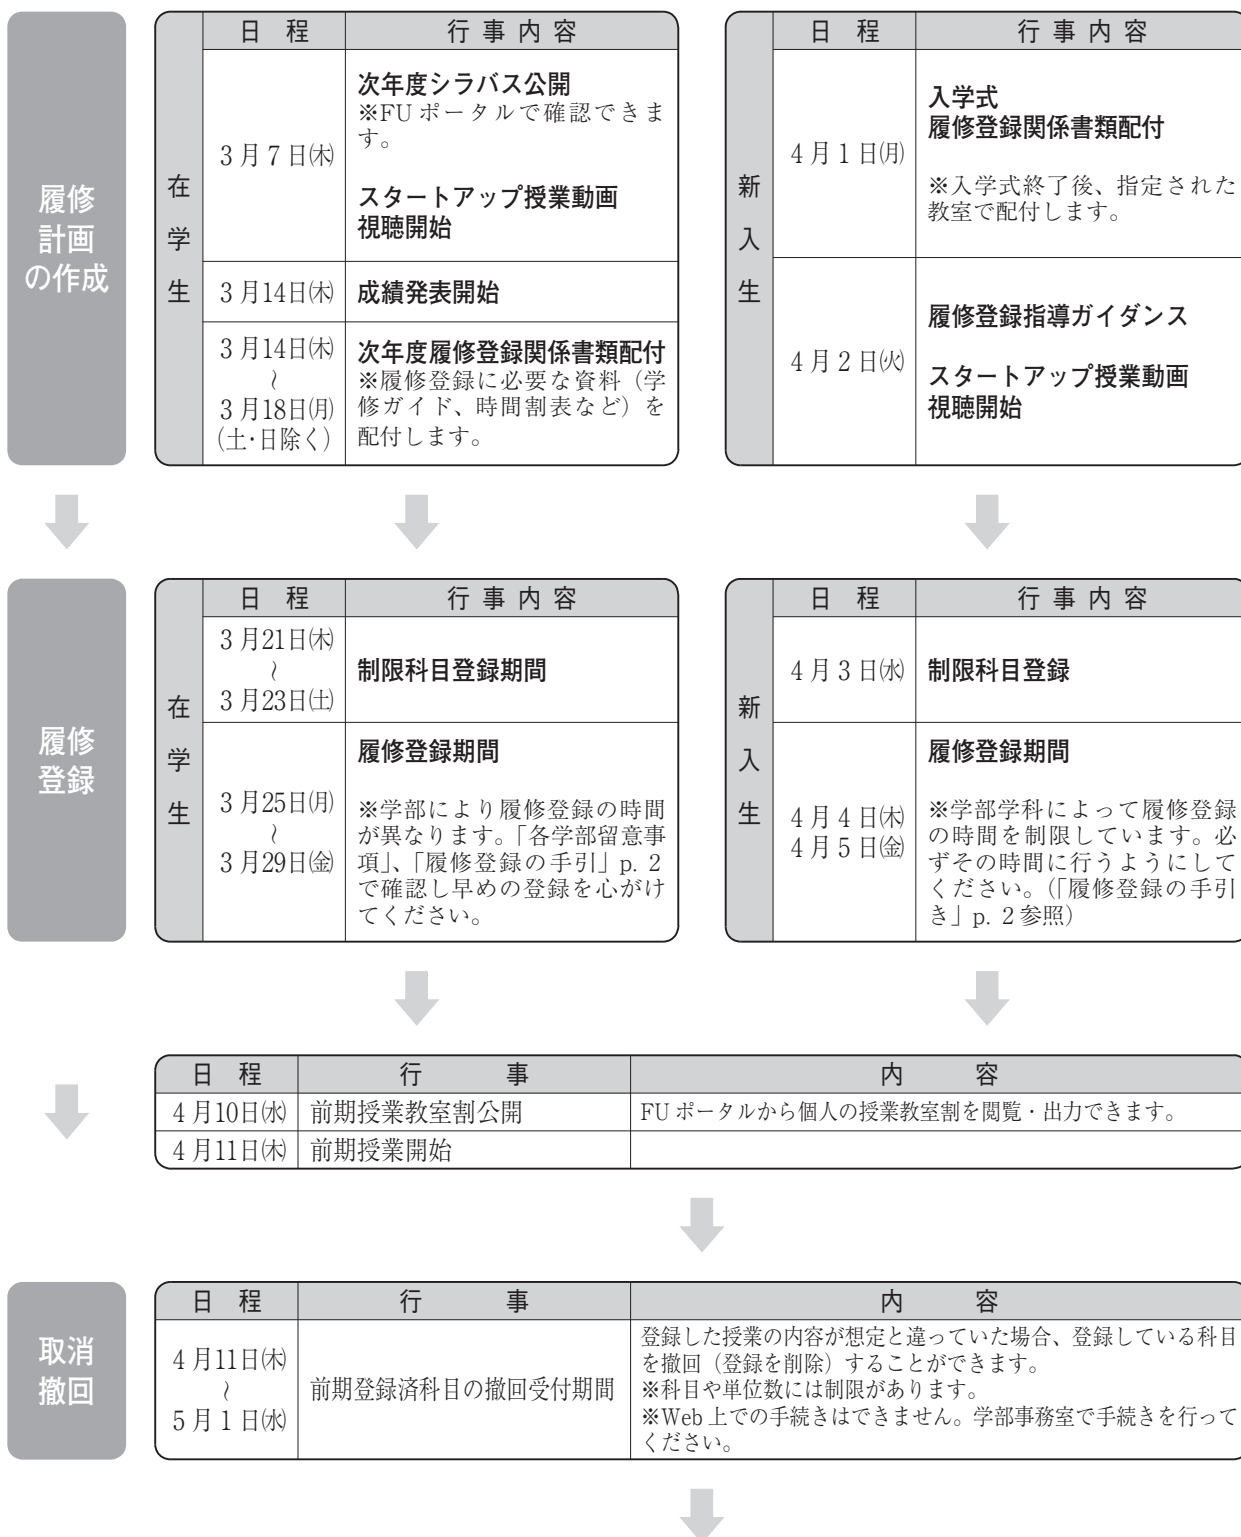 履修
計画
の作成
在学生
日 程 行 事 内 容
3月7日(木)
次年度シラバス公開
※FUポータルで確認できま
す。
スタートアップ授業動画
視聴開始
3月14日(木) 成績発表開始
3月14日(木)
〜
3月18日(月)
(土・日除く)
次年度履修登録関係書類配付
※履修登録に必要な資料（学
修ガイド、時間割表など）を
配付します。
新入生
日 程 行 事 内 容
4月1日(月)
入学式
履修登録関係書類配付
※入学式終了後、指定された
教室で配付します。
4月2日(火)
履修登録指導ガイダンス
スタートアップ授業動画
視聴開始
履修
登録
在学生
日 程 行 事 内 容
3月21日(木)
〜
3月23日(土)
制限科目登録期間
3月25日(月)
〜
3月29日(金)
履修登録期間
※学部により履修登録の時間
が異なります。「各学部留意事
項」、「履修登録の手引」p. 2
で確認し早めの登録を心がけ
てください。
新入生
日 程 行 事 内 容
4月3日(水) 制限科目登録
4月4日(木)
4月5日(金)
履修登録期間
※学部学科によって履修登録
の時間を制限しています。必
ずその時間に行うようにして
ください。（「履修登録の手引
き」p. 2参照）
日 程 行 事 内 容
4月10日(水) 前期授業教室割公開 FUポータルから個人の授業教室割を閲覧・出力できます。
4月11日(木) 前期授業開始
取消
撤回
日 程 行 事 内 容
4月11日(木)
〜
5月1日(水)
前期登録済科目の撤回受付期間
登録した授業の内容が想定と違っていた場合、登録している科目
を撤回（登録を削除）することができます。
※科目や単位数には制限があります。
※Web上での手続きはできません。学部事務室で手続きを行って
ください。